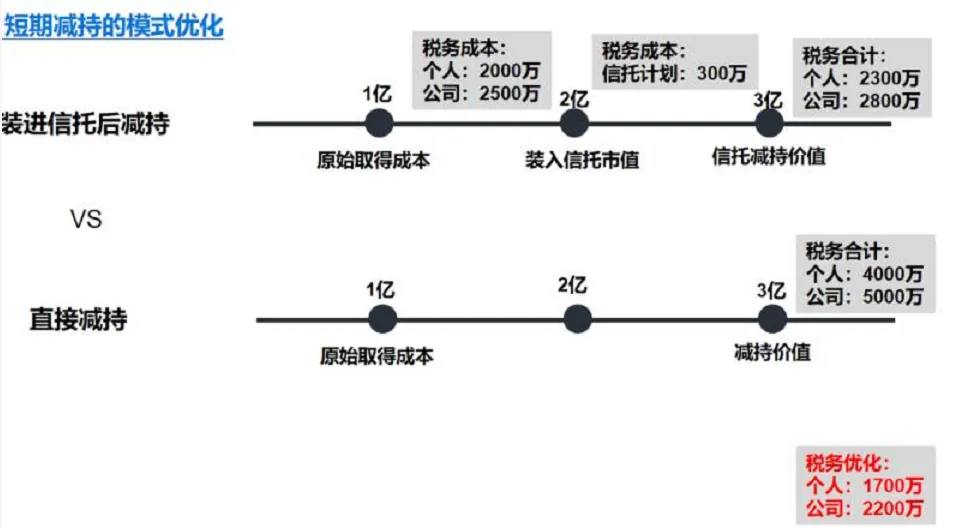 短期减持的模式优化
税务成本：
个人：2000万
公司：2500万
税务成本：
信托计划：300万
税务合计：
个人：2300万
公司：2800万
1亿
2亿
3亿
装进信托后减持
原始取得成本
装入信托市值
信托减持价值
VS
税务合计：
个人：4000万
公司：5000万
1亿
2亿
3亿
直接减持
原始取得成本
减持价值
税务优化：
个人：1700万
公司：2200万